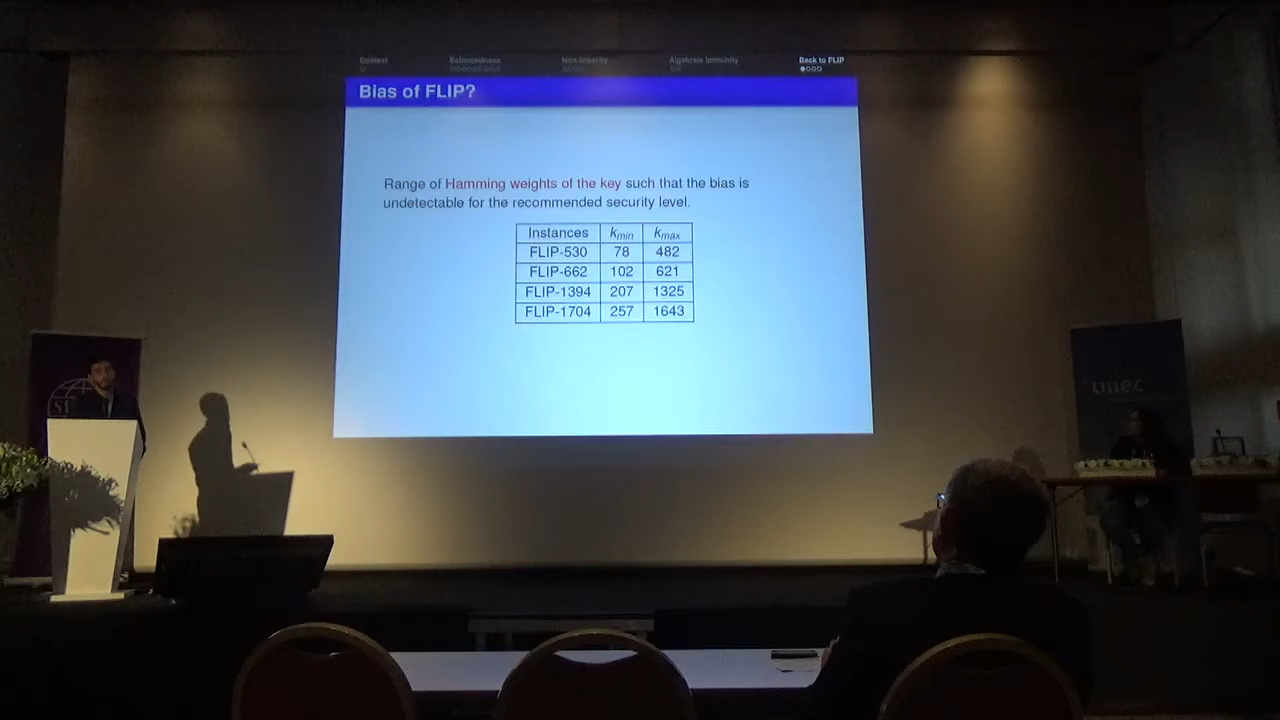 Context Balancedness Non-linearity Algebraic Immunity Back to FLIP
Bias of FLIP?
Range of Hamming weights of the key such that the bias is
undetectable for the recommended security level.
Instances kmin kmax
FLIP-530 78 482
FLIP-662 102 621
FLIP-1394 207 1325
FLIP-1704 257 1643